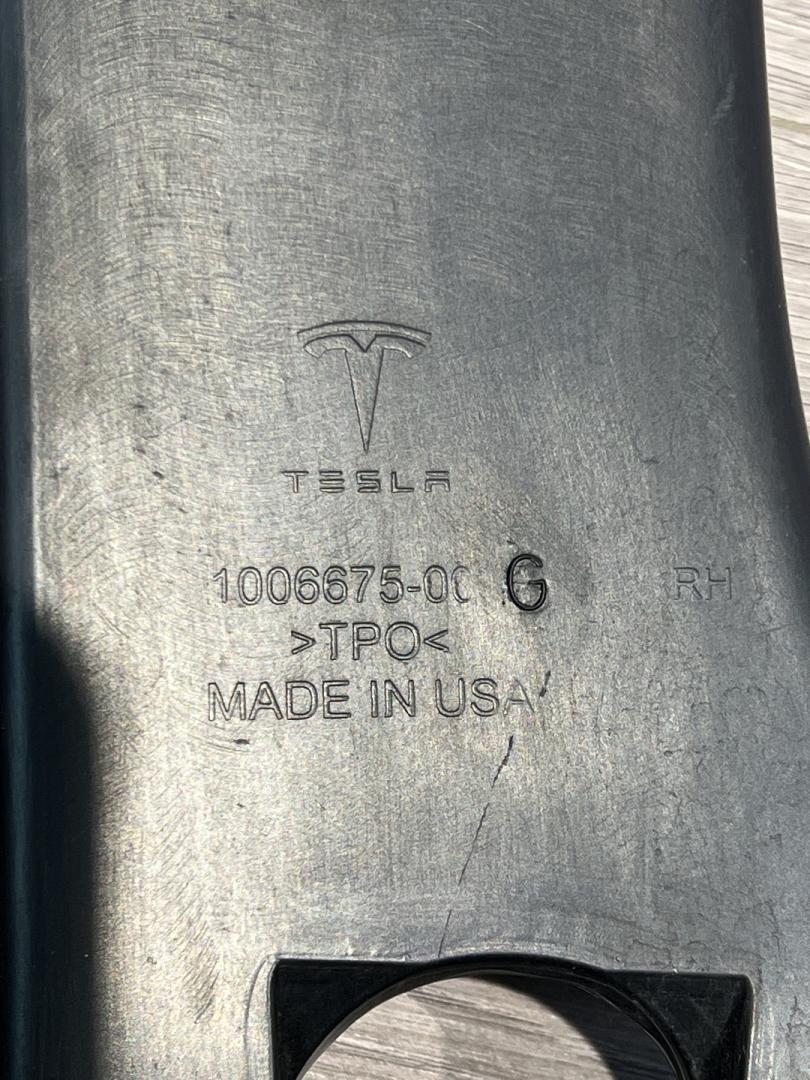 TESLA
1006675-00 G RH
>TPO<
MADE IN USA